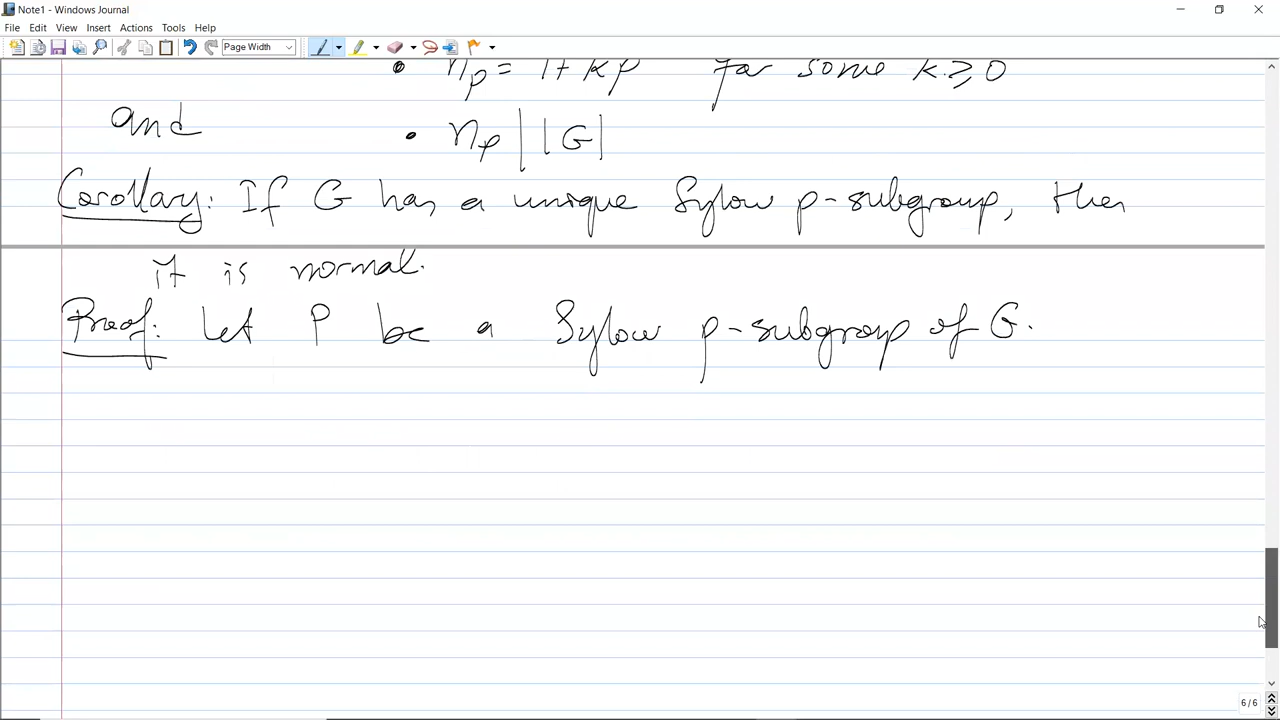 Note1 - Windows Journal
File Edit View Insert Actions Tools Help
Page Width
• n_p = 1+kp for some k ≥ 0
and • n_p | |G|
Corollary: If G has a unique Sylow p-subgroup, then
it is normal.
Proof: Let P be a Sylow p-subgroup of G.
6 / 6